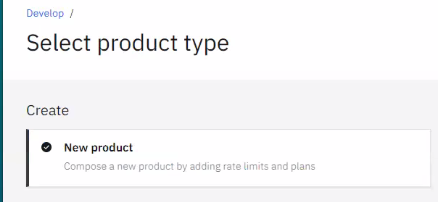 Develop /
Select product type
Create
New product
Compose a new product by adding rate limits and plans